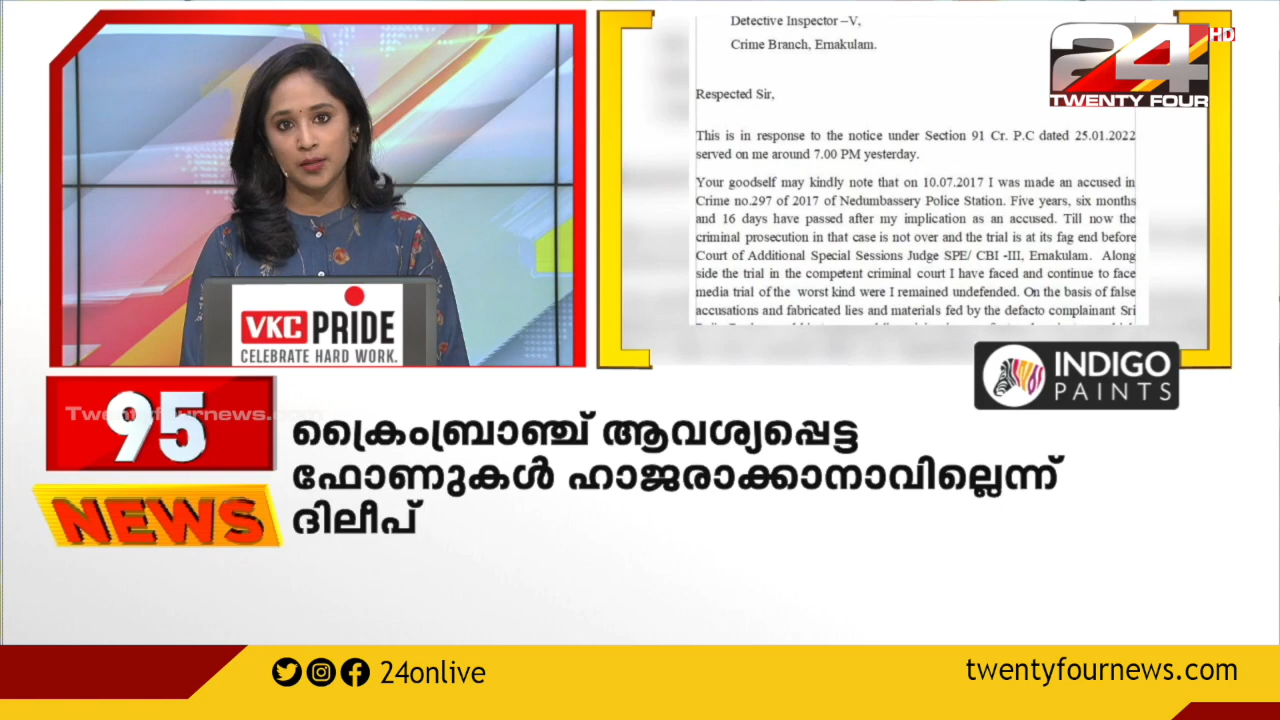 Detective Inspector –V,
Crime Branch, Ernakulam.
24 HD
TWENTY FOUR
Respected Sir,
This is in response to the notice under Section 91 Cr. P.C dated 25.01.2022
served on me around 7.00 PM yesterday.
Your goodself may kindly note that on 10.07.2017 I was made an accused in
Crime no.297 of 2017 of Nedumbassery Police Station. Five years, six months
and 16 days have passed after my implication as an accused. Till now the
criminal prosecution in that case is not over and the trial is at its fag end before
Court of Additional Special Sessions Judge SPE/ CBI -III, Ernakulam. Along
side the trial in the competent criminal court I have faced and continue to face
media trial of the worst kind were I remained undefended. On the basis of false
accusations and fabricated lies and materials fed by the defacto complainant Sri
VKC PRIDE
CELEBRATE HARD WORK.
INDIGO
PAINTS
Twentyfournews.com
95
NEWS
ക്രൈംബ്രാഞ്ച് ആവശ്യപ്പെട്ട
ഫോണുകൾ ഹാജരാക്കാനാവില്ലെന്ന്
ദിലീപ്
24onlive
twentyfournews.com